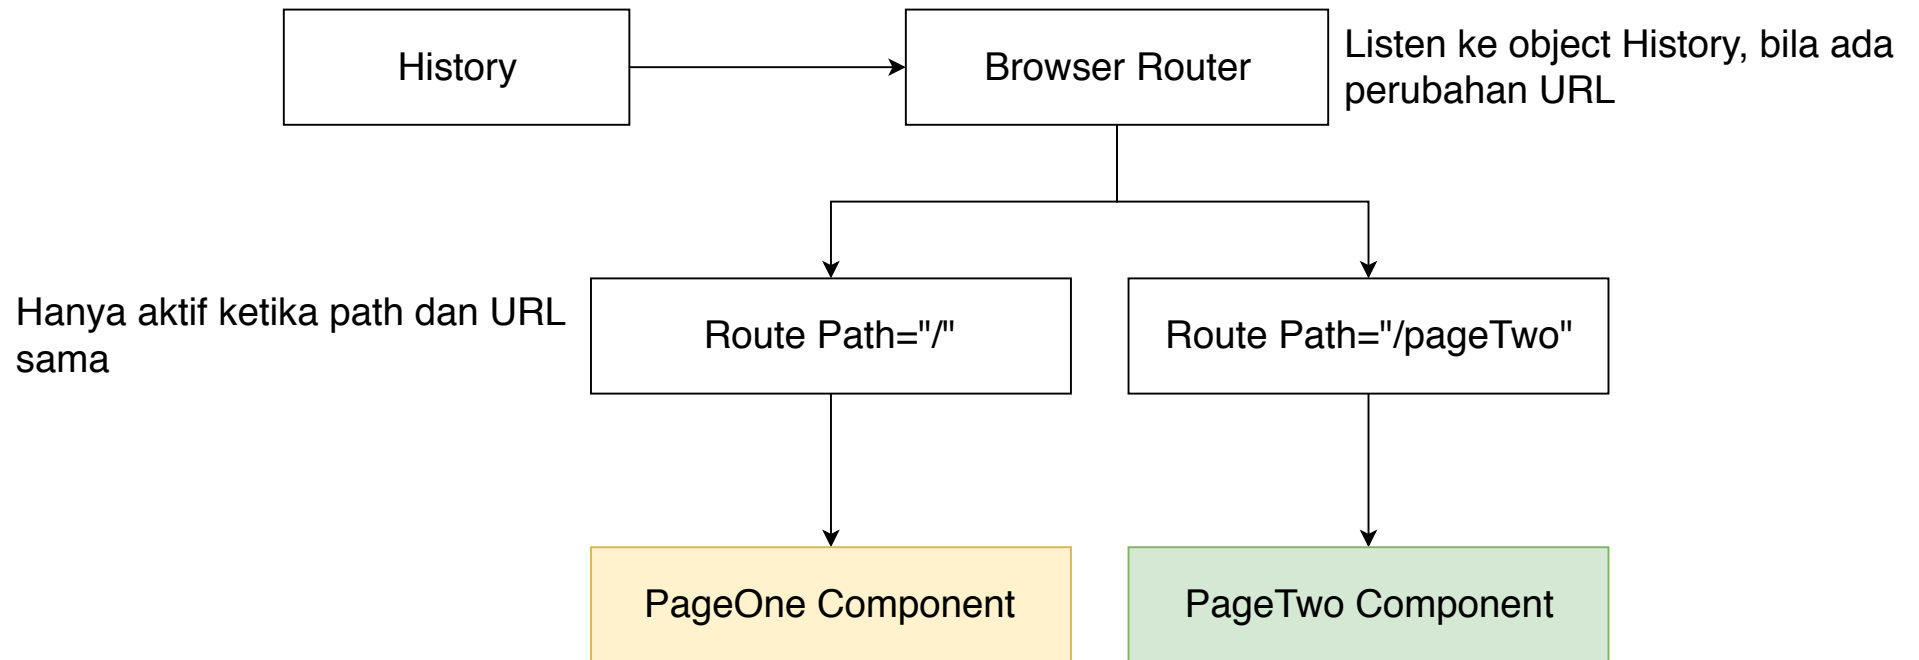 History
Browser Router
Listen ke object History, bila ada
perubahan URL
Hanya aktif ketika path dan URL
sama
Route Path="/"
Route Path="/pageTwo"
PageOne Component
PageTwo Component